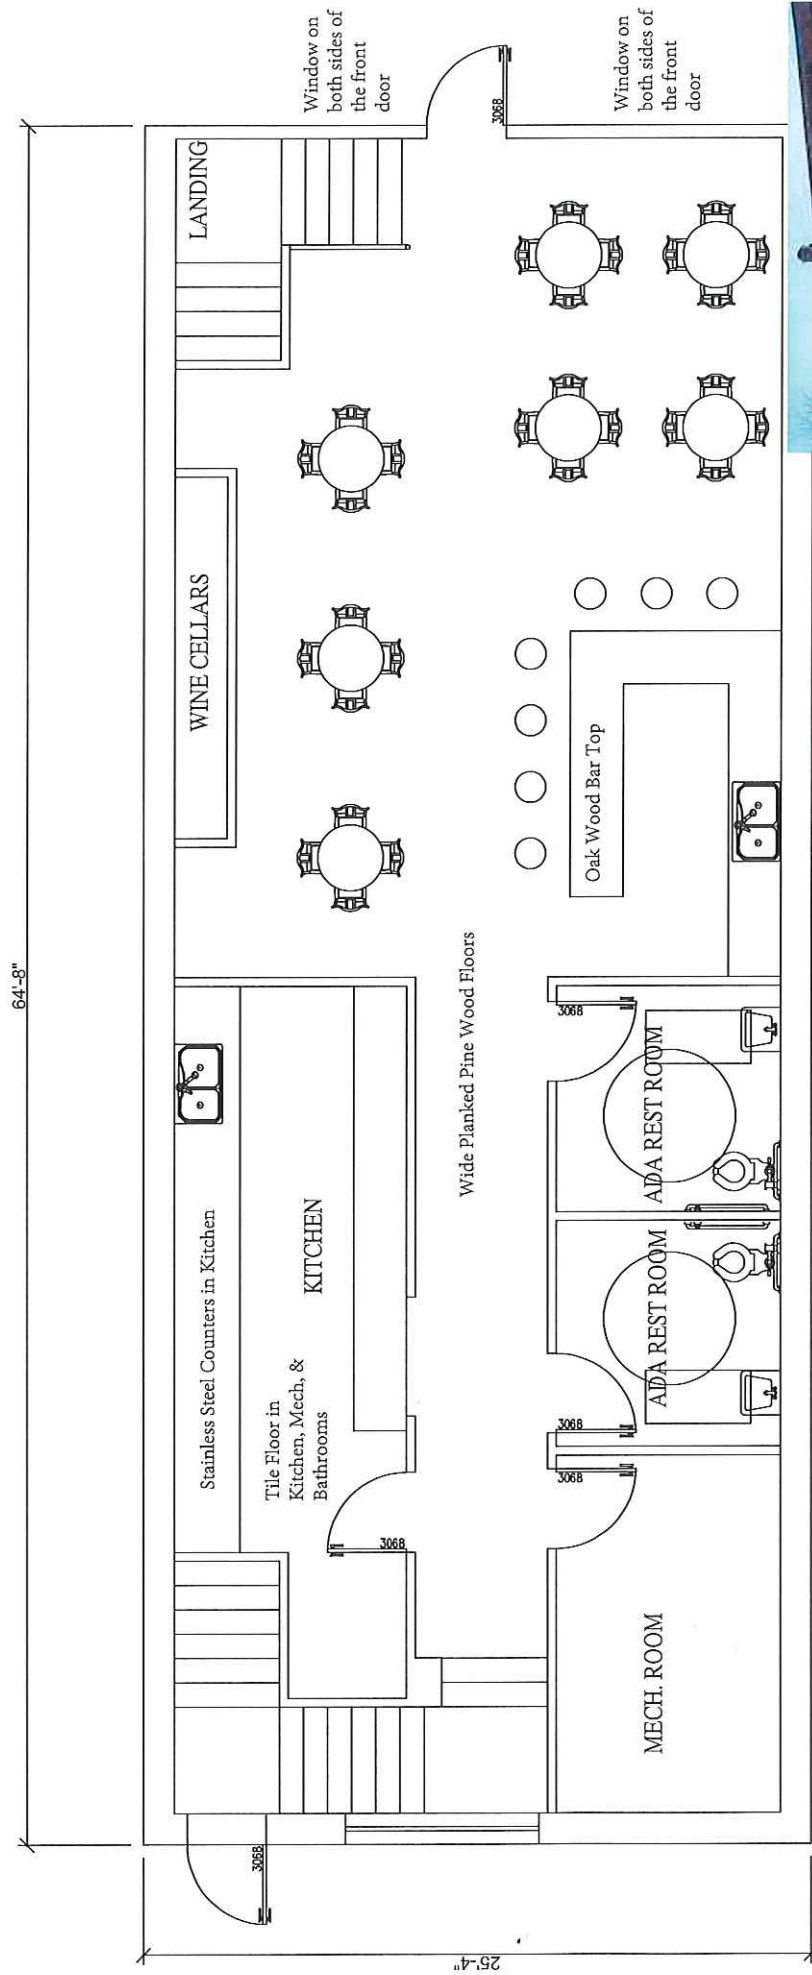 64'-8"
25'-4"
Window on
both sides of
the front
door
Window on
both sides of
the front
door
3068
LANDING
WINE CELLARS
Oak Wood Bar Top
Wide Planked Pine Wood Floors
Stainless Steel Counters in Kitchen
KITCHEN
Tile Floor in
Kitchen, Mech, &
Bathrooms
3068
3068
ADA REST ROOM
ADA REST ROOM
3068
3068
MECH. ROOM
3068